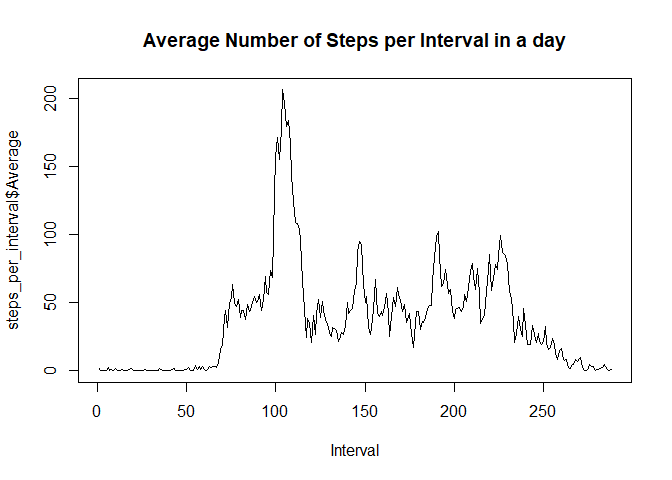 Average Number of Steps per Interval in a day
steps_per_interval$Average
200
150
100
50
0
0 50 100 150 200 250
Interval